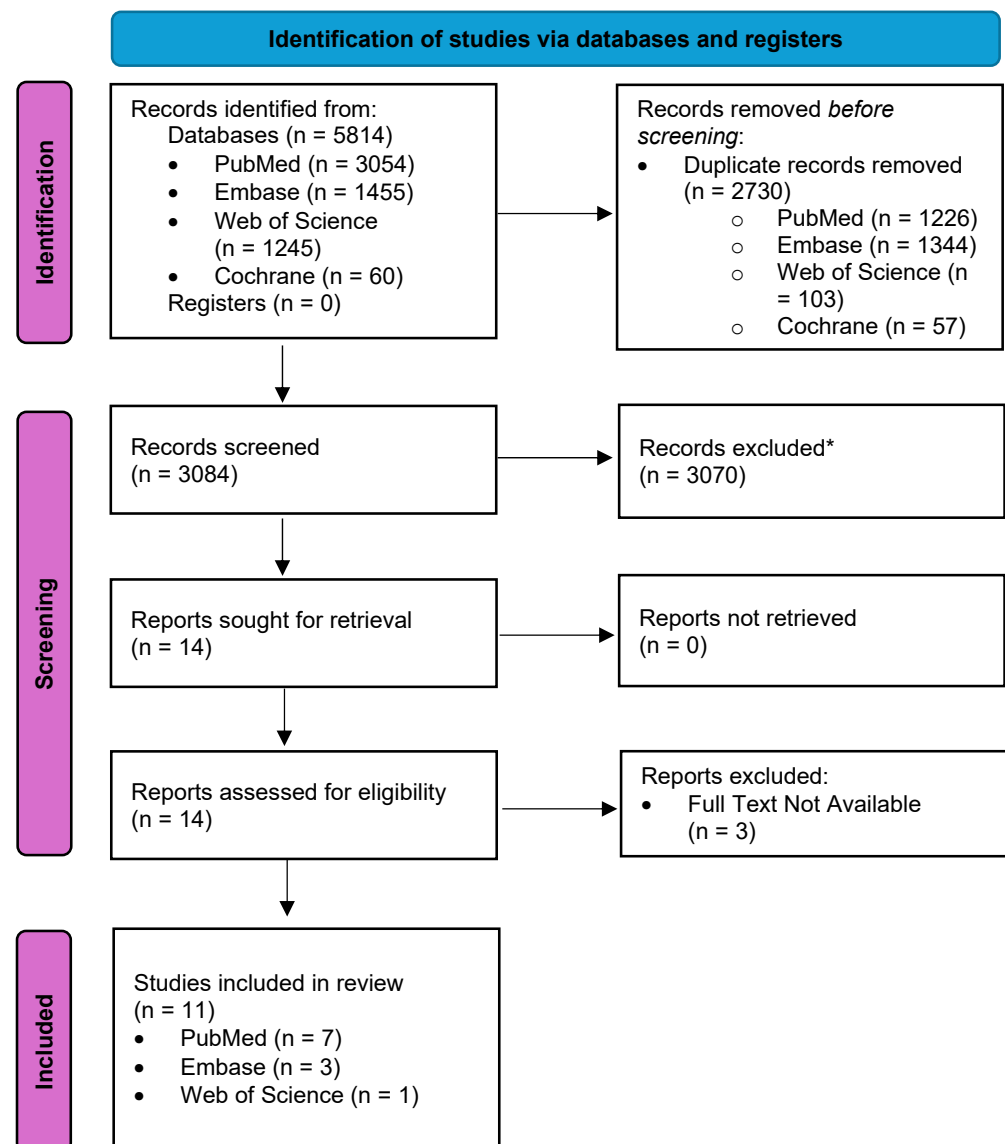 Identification of studies via databases and registers
Identification
Records identified from:
Databases (n = 5814)
• PubMed (n = 3054)
• Embase (n = 1455)
• Web of Science
(n = 1245)
• Cochrane (n = 60)
Registers (n = 0)
Records removed before
screening:
• Duplicate records removed
(n = 2730)
o PubMed (n = 1226)
o Embase (n = 1344)
o Web of Science (n
= 103)
o Cochrane (n = 57)
Screening
Records screened
(n = 3084)
Records excluded*
(n = 3070)
Reports sought for retrieval
(n = 14)
Reports not retrieved
(n = 0)
Reports assessed for eligibility
(n = 14)
Reports excluded:
• Full Text Not Available
(n = 3)
Included
Studies included in review
(n = 11)
• PubMed (n = 7)
• Embase (n = 3)
• Web of Science (n = 1)